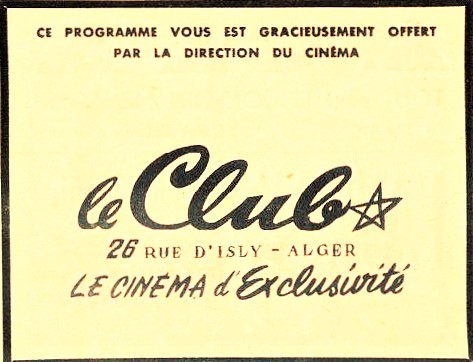 CE PROGRAMME VOUS EST GRACIEUSEMENT OFFERT
PAR LA DIRECTION DU CINÉMA
le Club
26 RUE D'ISLY - ALGER
LE CINEMA d'Exclusivité